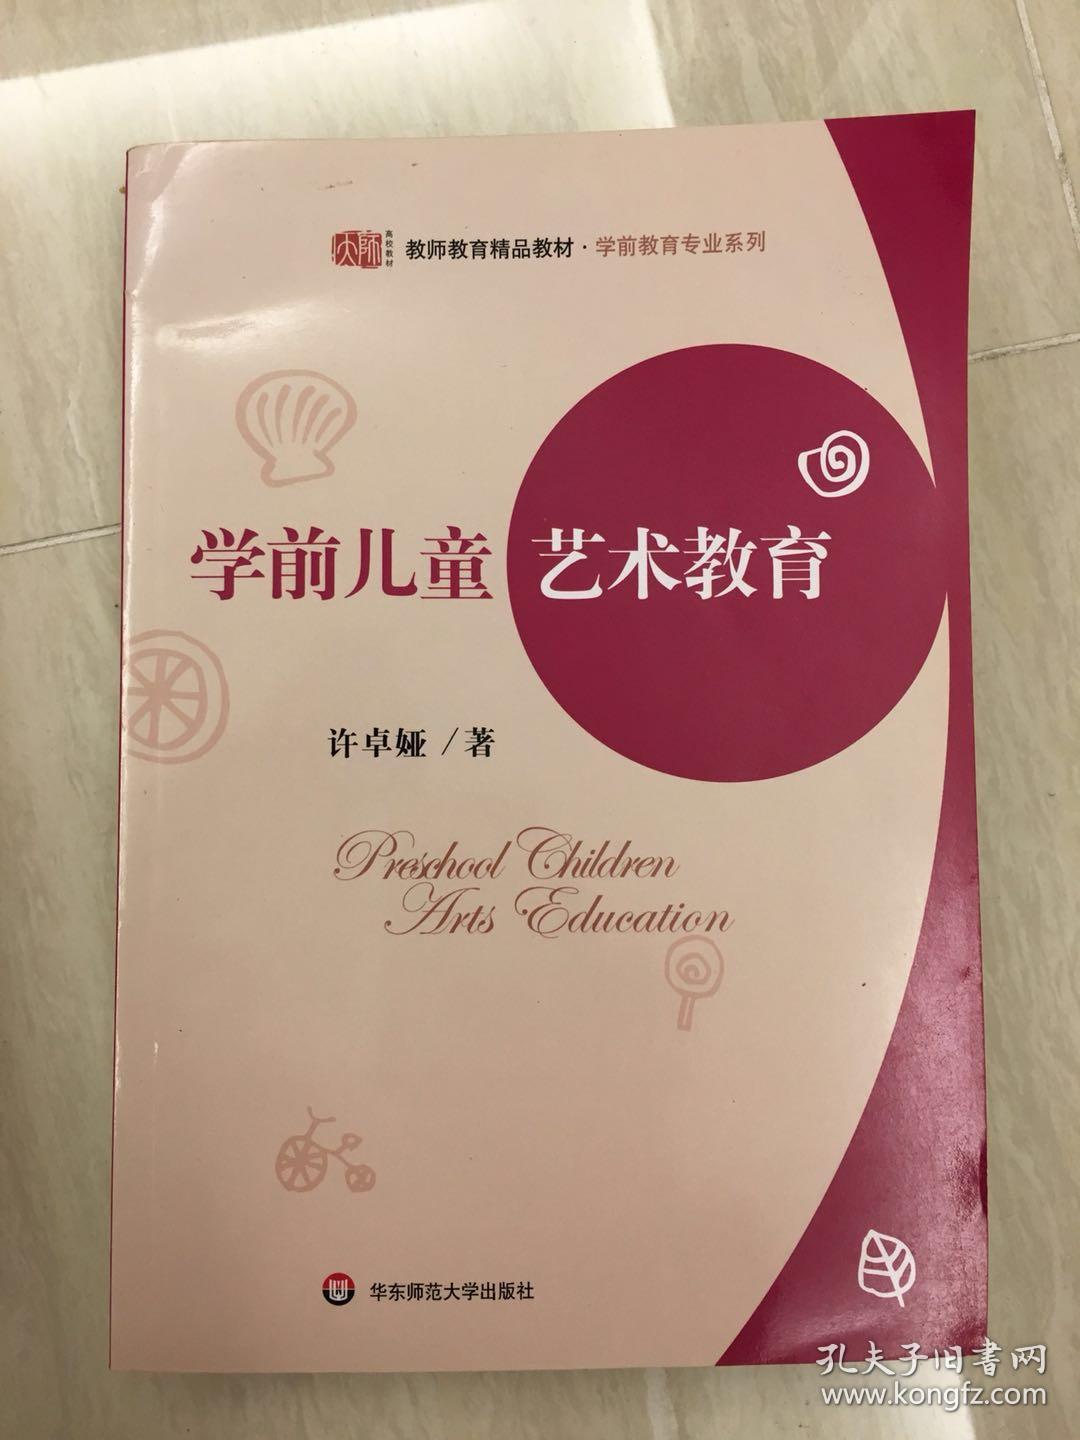 大师
高校教材
教师教育精品教材·学前教育专业系列
学前儿童 艺术教育
许卓娅 / 著
Preschool Children
Arts Education
华东师范大学出版社
孔夫子旧书网
www.kongfz.com